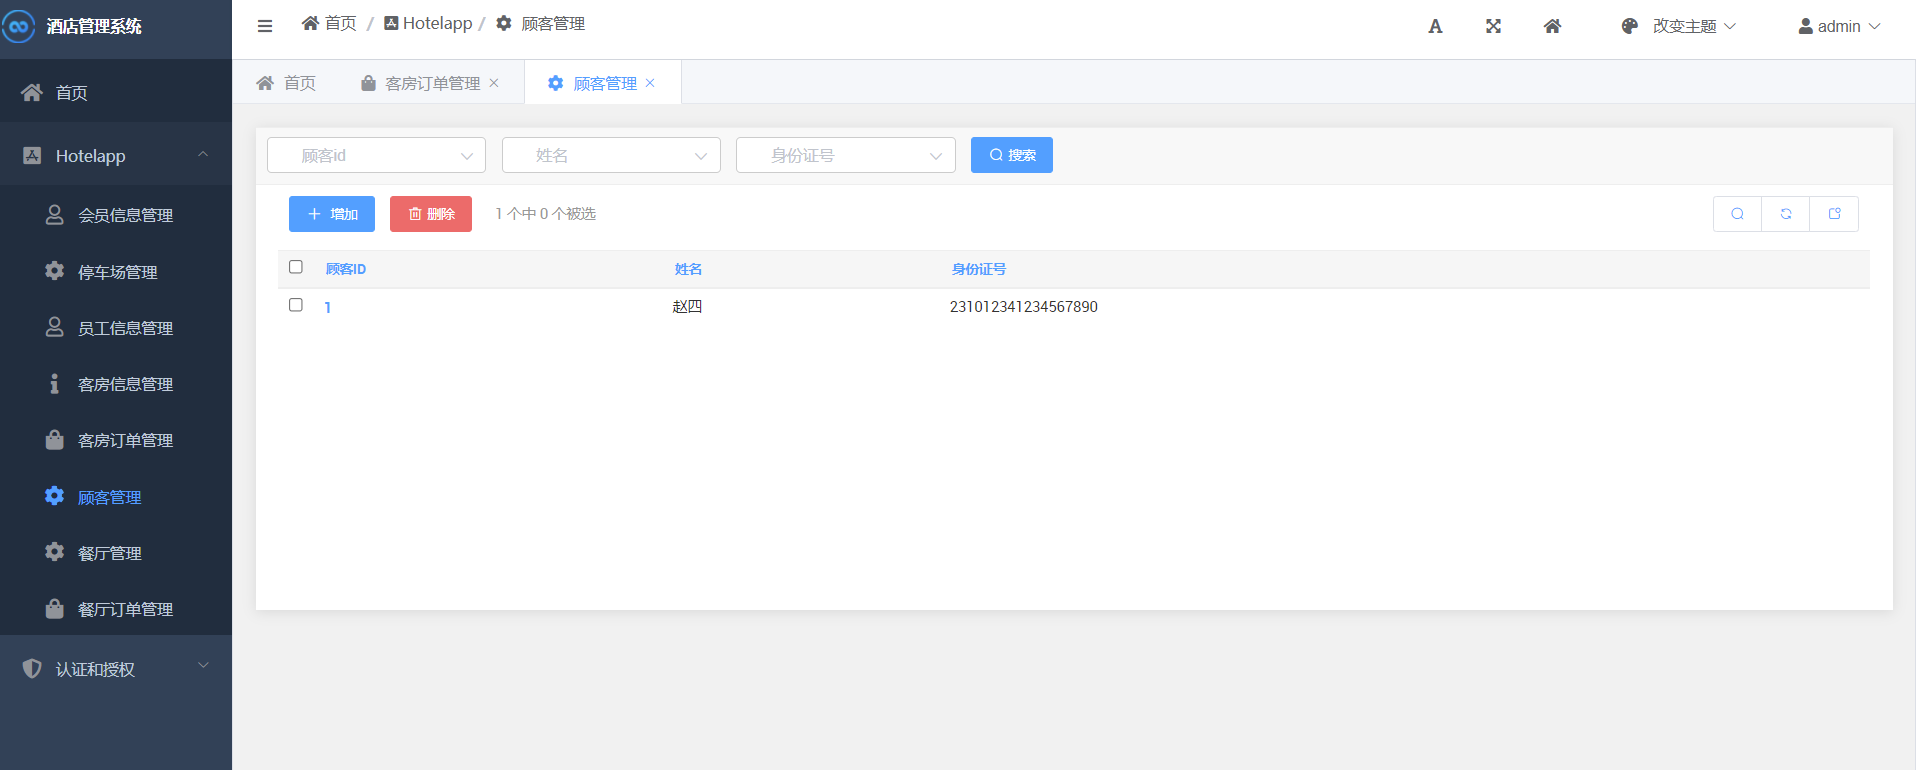 酒店管理系统
首页 / Hotelapp / 顾客管理
改变主题
admin
首页
客房订单管理
顾客管理
首页
Hotelapp
会员信息管理
停车场管理
员工信息管理
客房信息管理
客房订单管理
顾客管理
餐厅管理
餐厅订单管理
认证和授权
顾客id 姓名 身份证号 搜索
增加 删除 1 个中 0 个被选
顾客ID 姓名 身份证号
1 赵四 231012341234567890